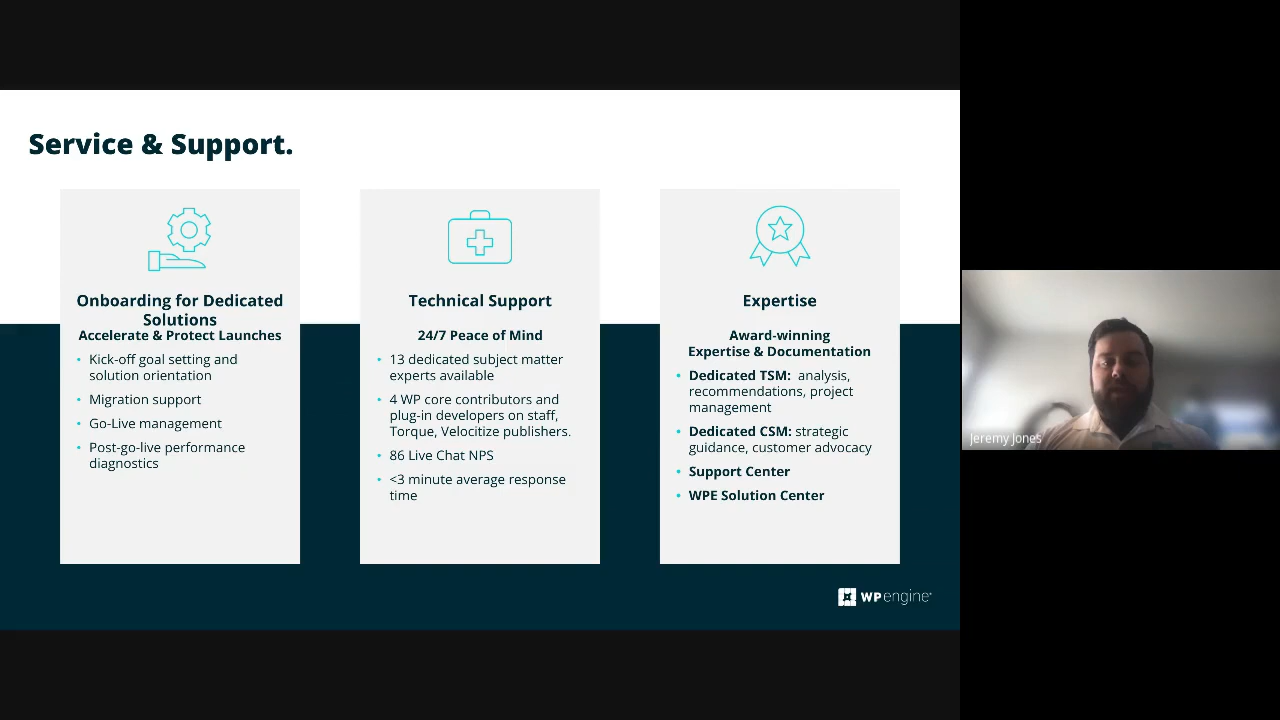 Service & Support.
Onboarding for Dedicated
Solutions
Accelerate & Protect Launches
• Kick-off goal setting and
solution orientation
• Migration support
• Go-Live management
• Post-go-live performance
diagnostics
Technical Support
24/7 Peace of Mind
• 13 dedicated subject matter
experts available
• 4 WP core contributors and
plug-in developers on staff,
Torque, Velocitize publishers.
• 86 Live Chat NPS
• <3 minute average response
time
Expertise
Award-winning
Expertise & Documentation
• Dedicated TSM: analysis,
recommendations, project
management
• Dedicated CSM: strategic
guidance, customer advocacy
• Support Center
• WPE Solution Center
WP engine
Jeremy Jones